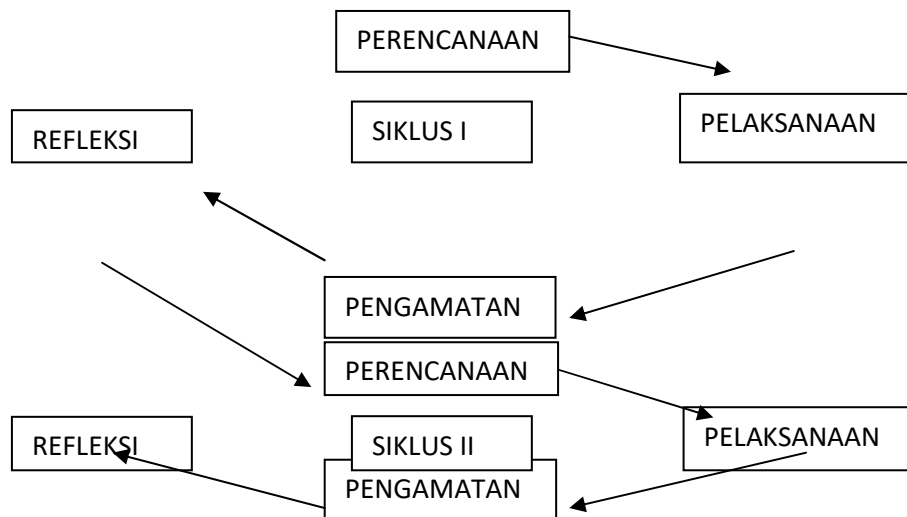 PERENCANAAN
REFLEKSI
SIKLUS I
PELAKSANAAN
PENGAMATAN
PERENCANAAN
REFLEKSI
SIKLUS II
PELAKSANAAN
PENGAMATAN